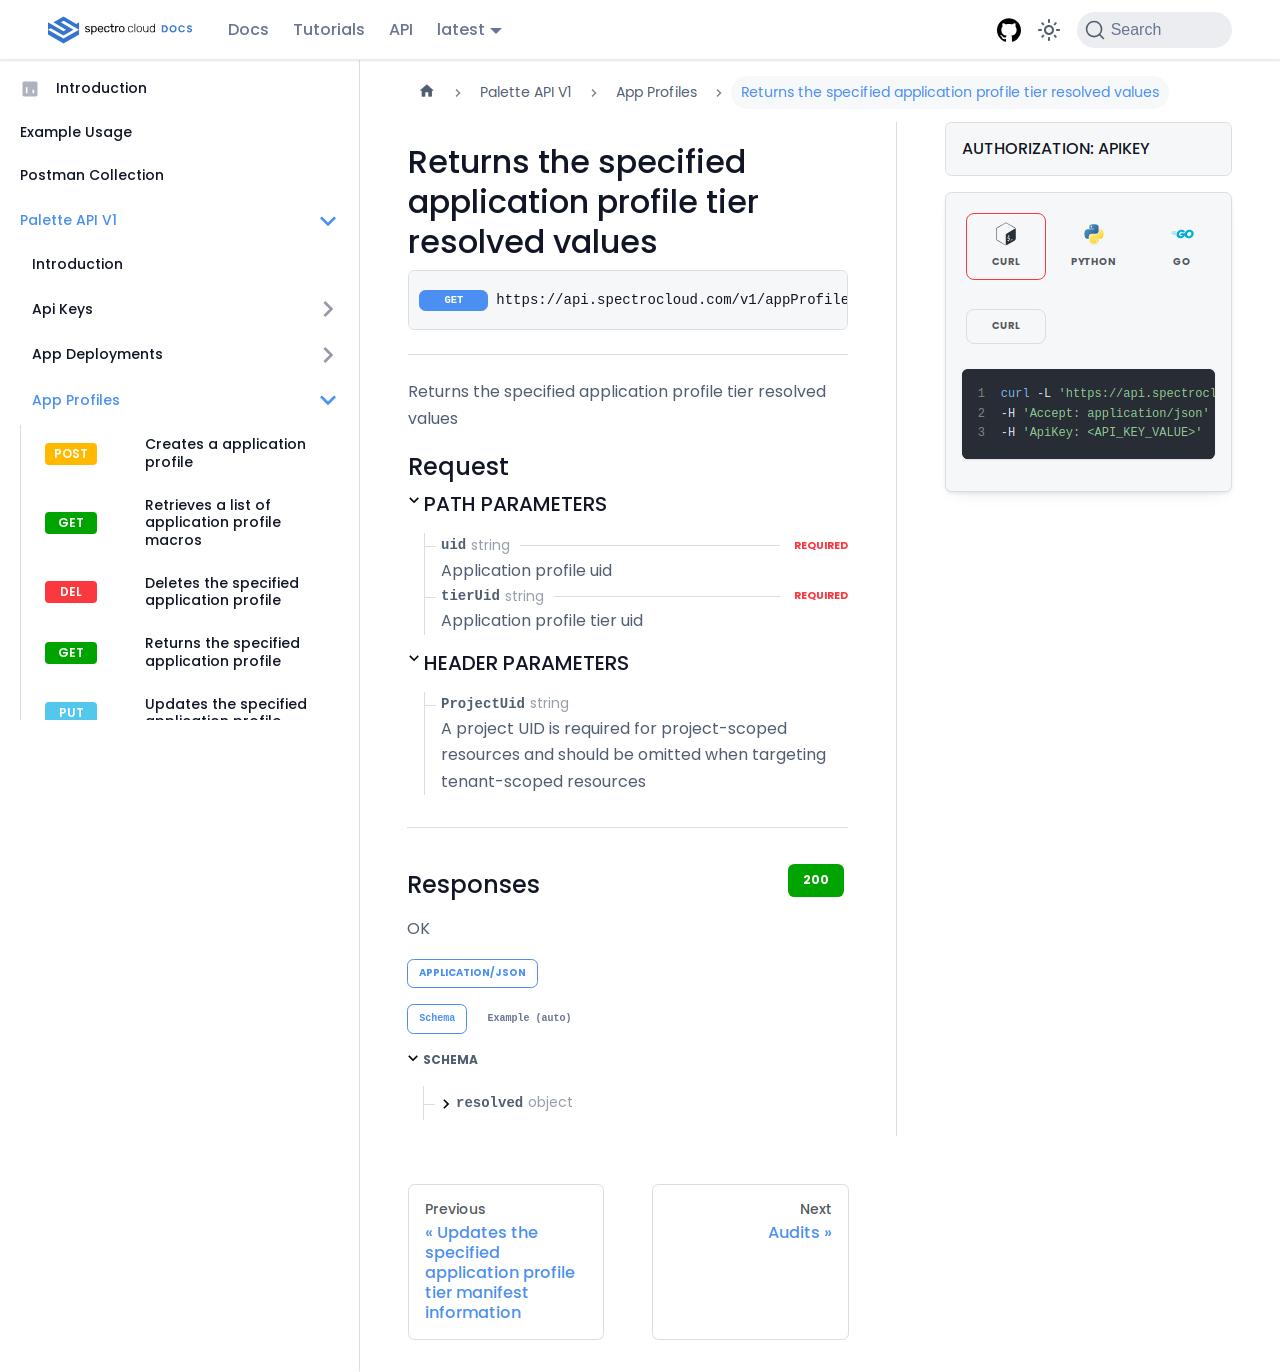 spectro cloud DOCS
Docs
Tutorials
API
latest
Search
Introduction
Example Usage
Postman Collection
Palette API V1
Introduction
Api Keys
App Deployments
App Profiles
POST Creates a application
profile
GET Retrieves a list of
application profile
macros
DEL Deletes the specified
application profile
GET Returns the specified
application profile
PUT Updates the specified
application profile
Palette API V1
App Profiles
Returns the specified application profile tier resolved values
Returns the specified
application profile tier
resolved values
GET https://api.spectrocloud.com/v1/appProfile
Returns the specified application profile tier resolved
values
Request
PATH PARAMETERS
uid string REQUIRED
Application profile uid
tierUid string REQUIRED
Application profile tier uid
HEADER PARAMETERS
ProjectUid string
A project UID is required for project-scoped
resources and should be omitted when targeting
tenant-scoped resources
Responses
200
OK
APPLICATION/JSON
Schema Example (auto)
SCHEMA
resolved object
Previous
« Updates the
specified
application profile
tier manifest
information
Next
Audits »
AUTHORIZATION: APIKEY
CURL PYTHON GO
CURL
1 curl -L 'https://api.spectrocl
2 -H 'Accept: application/json'
3 -H 'ApiKey: <API_KEY_VALUE>'